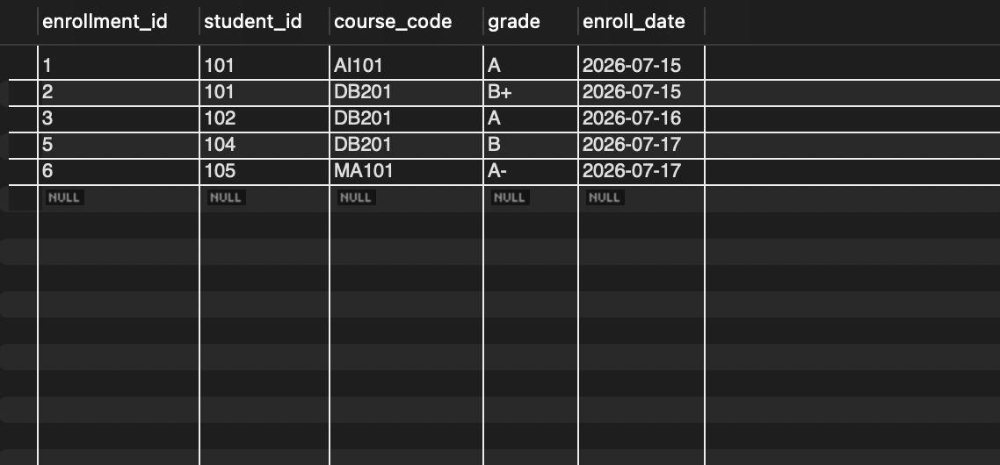 enrollment_id student_id course_code grade enroll_date
1 101 AI101 A 2026-07-15
2 101 DB201 B+ 2026-07-15
3 102 DB201 A 2026-07-16
5 104 DB201 B 2026-07-17
6 105 MA101 A- 2026-07-17
NULL NULL NULL NULL NULL